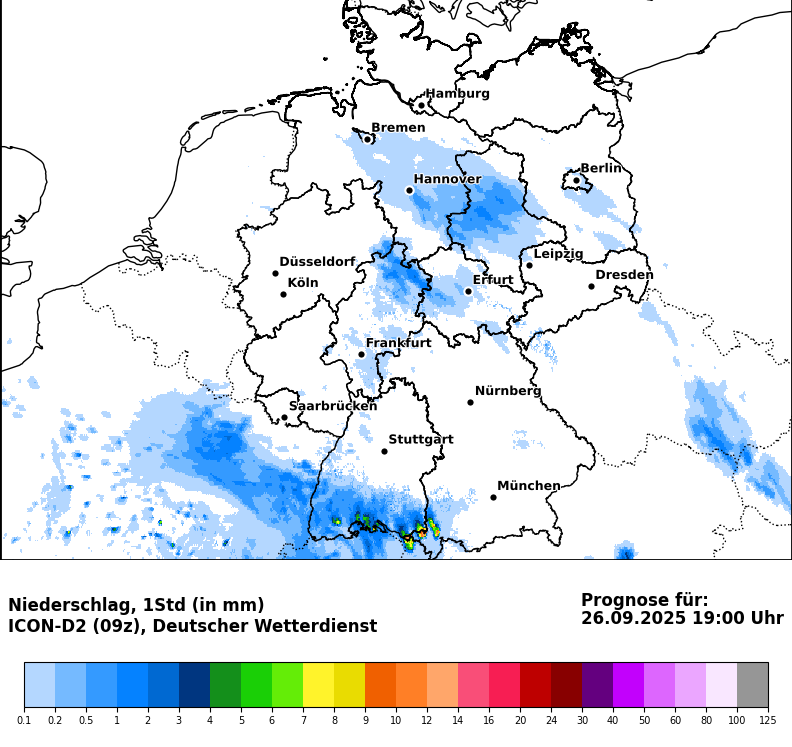 Hamburg
Bremen
Berlin
Hannover
Leipzig
Düsseldorf
Dresden
Köln
Erfurt
Frankfurt
Nürnberg
Saarbrücken
Stuttgart
München
Niederschlag, 1Std (in mm)
ICON-D2 (09z), Deutscher Wetterdienst
Prognose für:
26.09.2025 19:00 Uhr
0.1 0.2 0.5 1 2 3 4 5 6 7 8 9 10 12 14 16 20 24 30 40 50 60 80 100 125